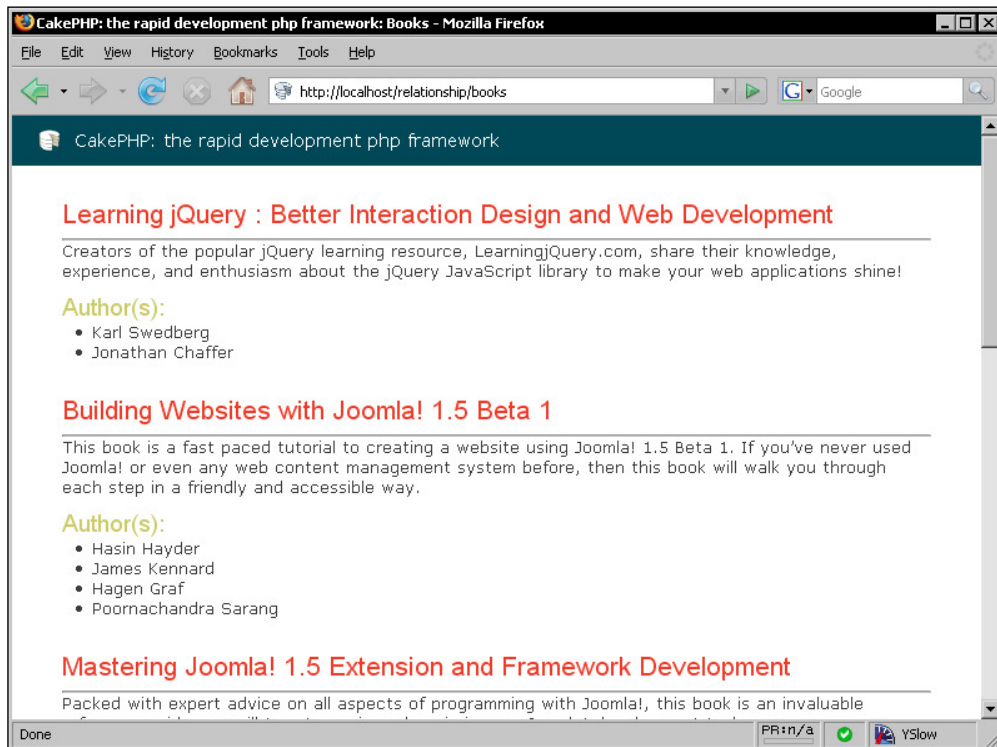 CakePHP: the rapid development php framework: Books - Mozilla Firefox
File Edit View History Bookmarks Tools Help
http://localhost/relationship/books
Google
CakePHP: the rapid development php framework
Learning jQuery : Better Interaction Design and Web Development
Creators of the popular jQuery learning resource, LearningjQuery.com, share their knowledge,
experience, and enthusiasm about the jQuery JavaScript library to make your web applications shine!
Author(s):
• Karl Swedberg
• Jonathan Chaffer
Building Websites with Joomla! 1.5 Beta 1
This book is a fast paced tutorial to creating a website using Joomla! 1.5 Beta 1. If you've never used
Joomla! or even any web content management system before, then this book will walk you through
each step in a friendly and accessible way.
Author(s):
• Hasin Hayder
• James Kennard
• Hagen Graf
• Poornachandra Sarang
Mastering Joomla! 1.5 Extension and Framework Development
Packed with expert advice on all aspects of programming with Joomla!, this book is an invaluable
Done PR:n/a YSlow